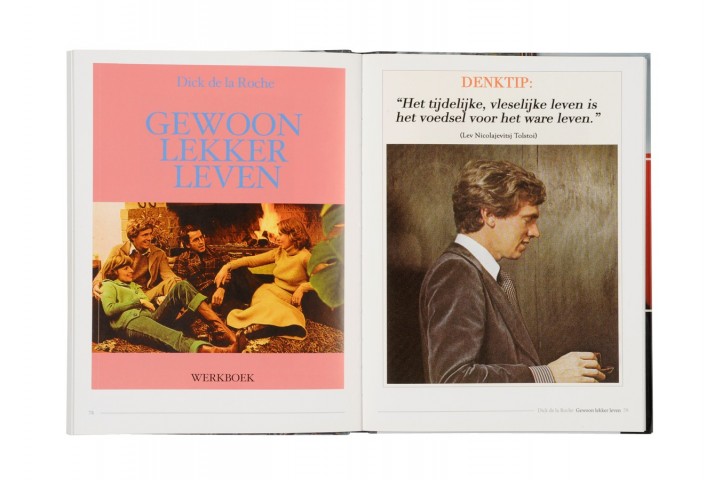 Dick de la Roche
GEWOON
LEKKER
LEVEN
WERKBOEK
DENKTIP:
“Het tijdelijke, vleselijke leven is
het voedsel voor het ware leven.”
(Lev Nicolajevitsj Tolstoi)
Dick de la Roche Gewoon lekker leven